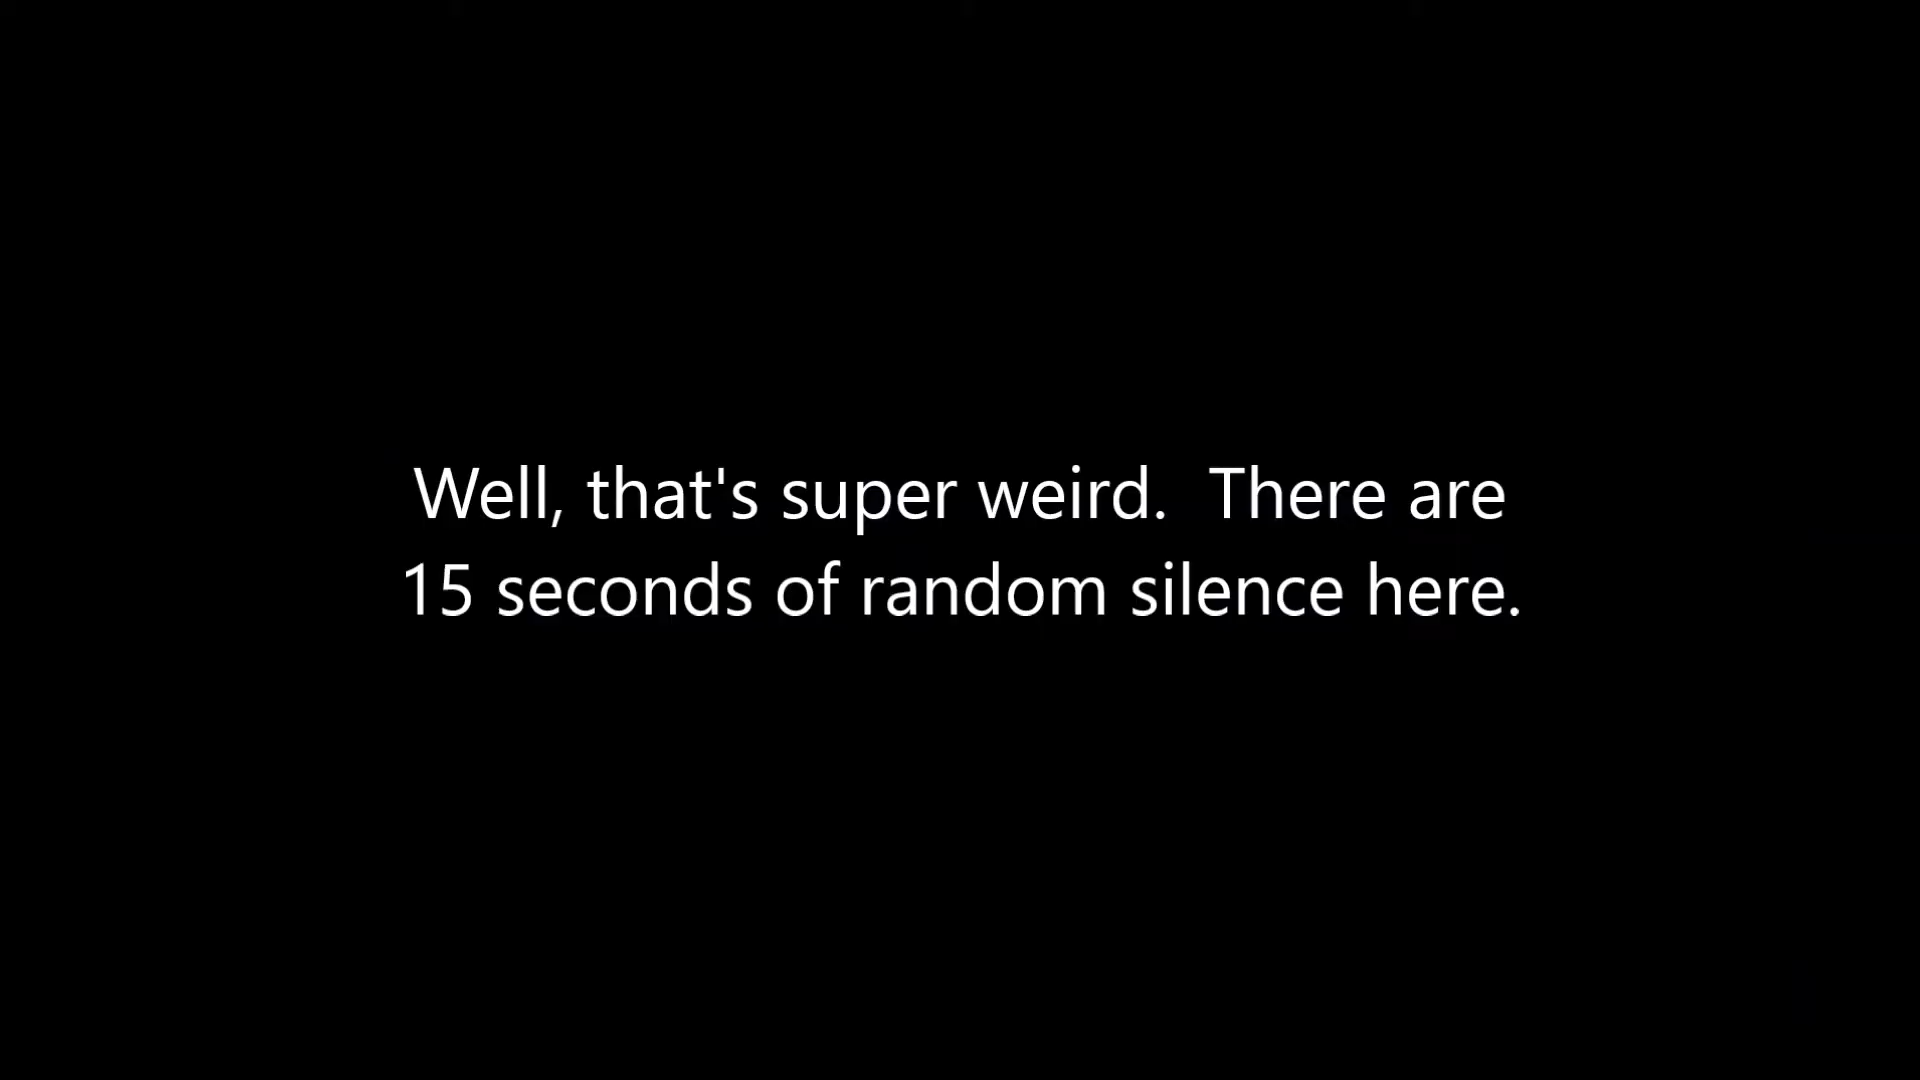 Well, that's super weird.  There are
15 seconds of random silence here.